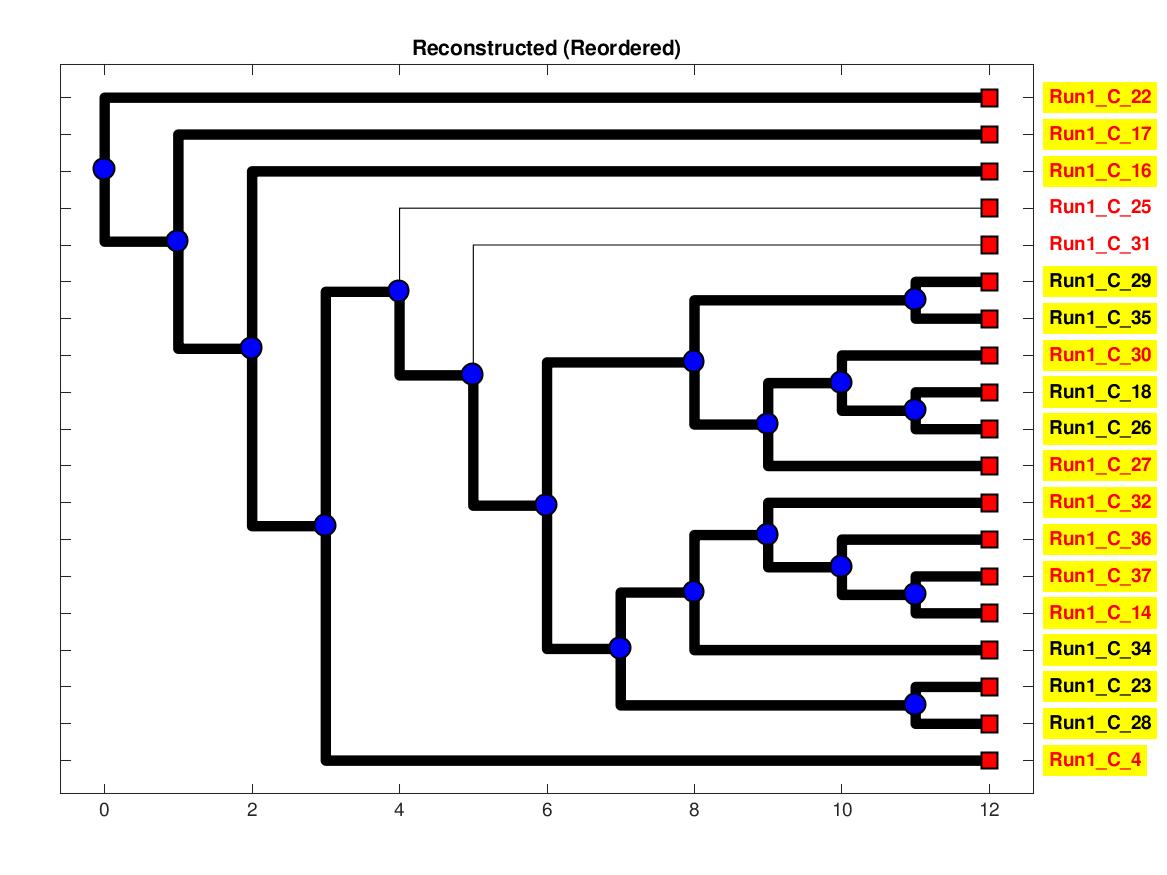 Reconstructed (Reordered)
Run1_C_22
Run1_C_17
Run1_C_16
Run1_C_25
Run1_C_31
Run1_C_29
Run1_C_35
Run1_C_30
Run1_C_18
Run1_C_26
Run1_C_27
Run1_C_32
Run1_C_36
Run1_C_37
Run1_C_14
Run1_C_34
Run1_C_23
Run1_C_28
Run1_C_4
0 2 4 6 8 10 12